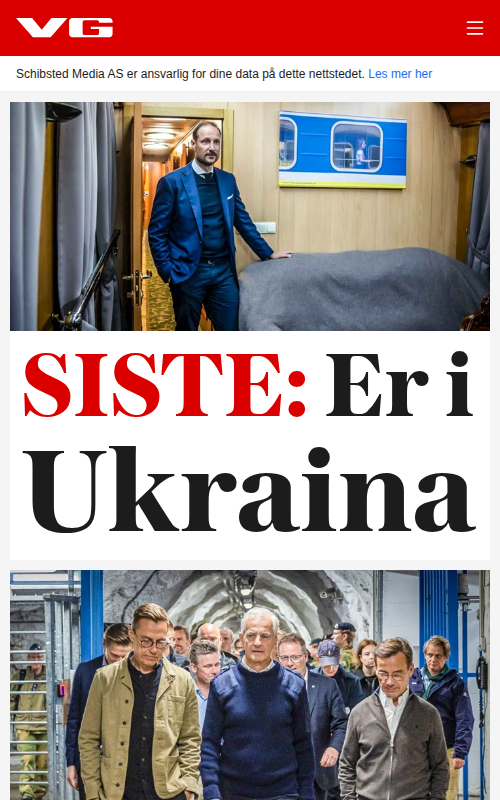 VG
Schibsted Media AS er ansvarlig for dine data på dette nettstedet. Les mer her
SISTE: Er i
Ukraina